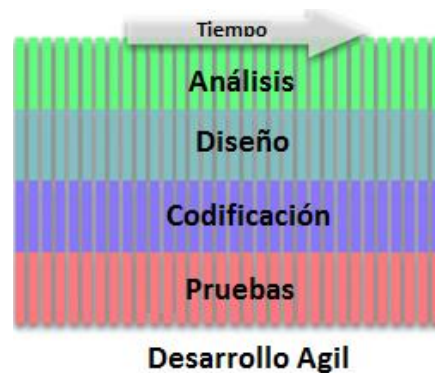 Tiempo
Análisis
Diseño
Codificación
Pruebas
Desarrollo Agil